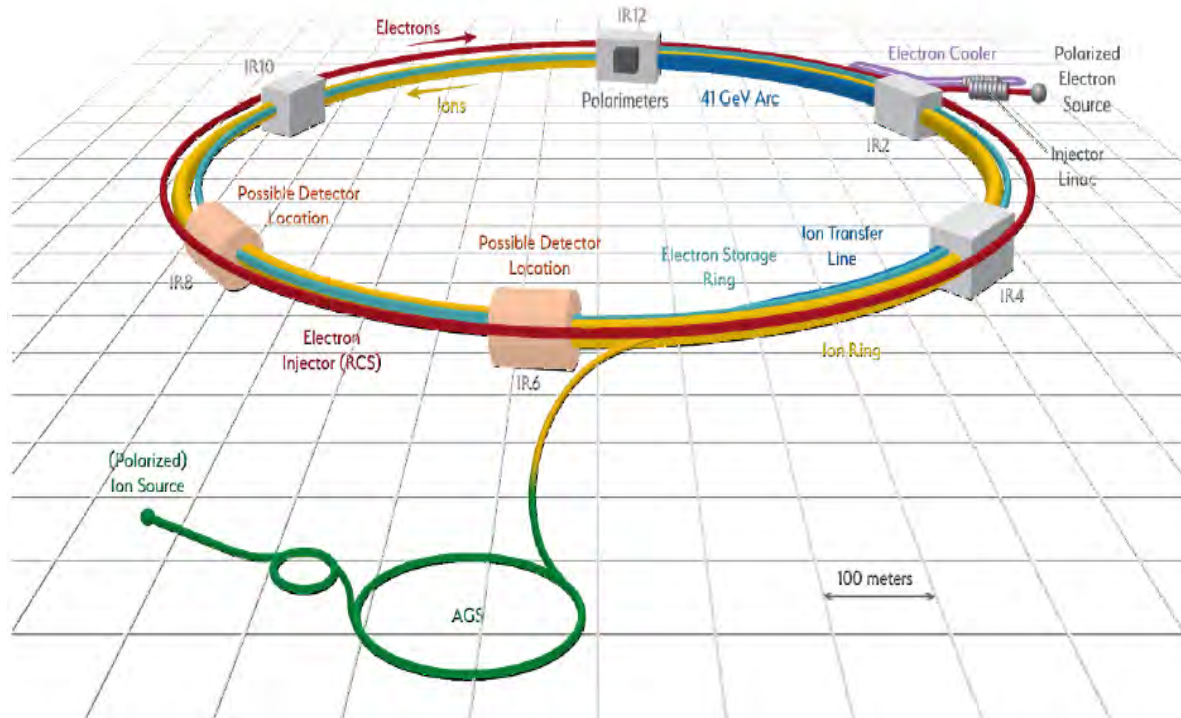 IR12
Electrons
IR10
Electron Cooler
Polarized
Electron
Source
Ions
Polarimeters
41 GeV Arc
IR2
Injector
Linac
Possible Detector
Location
Possible Detector
Location
Ion Transfer
Line
Electron Storage
Ring
IR8
IR4
Electron
Injector (RCS)
Ion Ring
IR6
(Polarized)
Ion Source
100 meters
AGS